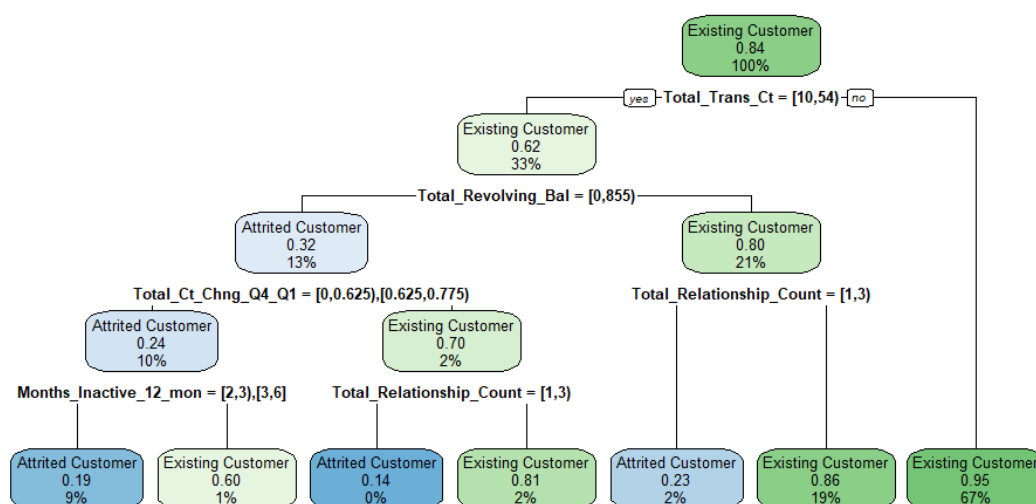 Existing Customer
0.84
100%
yes Total_Trans_Ct = [10,54) no
Existing Customer
0.62
33%
Total_Revolving_Bal = [0,855)
Attrited Customer
0.32
13%
Existing Customer
0.80
21%
Total_Ct_Chng_Q4_Q1 = [0,0.625),[0.625,0.775)
Total_Relationship_Count = [1,3)
Attrited Customer
0.24
10%
Existing Customer
0.70
2%
Months_Inactive_12_mon = [2,3),[3,6]
Total_Relationship_Count = [1,3)
Attrited Customer
0.19
9%
Existing Customer
0.60
1%
Attrited Customer
0.14
0%
Existing Customer
0.81
2%
Attrited Customer
0.23
2%
Existing Customer
0.86
19%
Existing Customer
0.95
67%